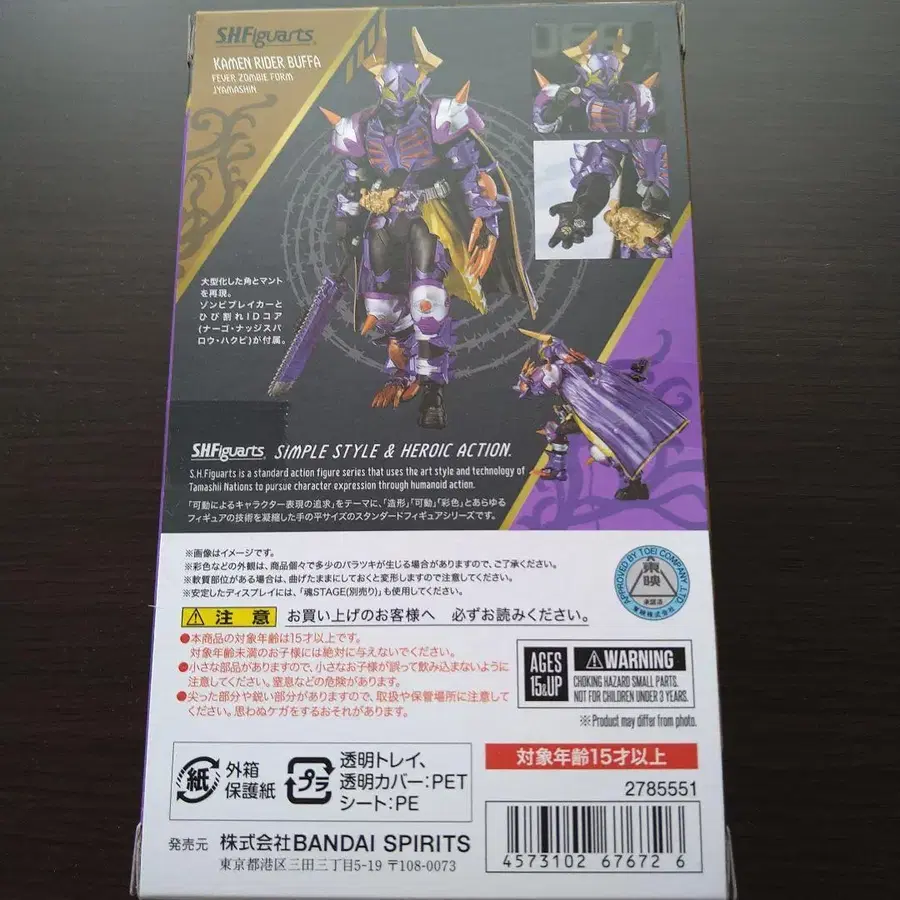 S.H.Figuarts
KAMEN RIDER BUFFA
FEVER ZOMBIE FORM
JYAMASHIN
大型化した角とマント
を再現。
ゾンビブレイカーと
ひび割れIDコア
(ナーゴ・ナッジスパ
ロウ・ハクビ)が付属。
S.H.Figuarts SIMPLE STYLE & HEROIC ACTION.
S.H.Figuarts is a standard action figure series that uses the art style and technology of
Tamashii Nations to pursue character expression through humanoid action.
「可動によるキャラクター表現の追求」をテーマに、「造形」「可動」「彩色」とあらゆる
フィギュアの技術を凝縮した手の平サイズのスタンダードフィギュアシリーズです。
※画像はイメージです。
※彩色などの外観は、商品個々で多少のバラツキが生じる場合がありますので、ご了承ください。
※軟質部位がある場合は、曲げたままにしておくと変形しますので注意してください。
※安定したディスプレイには、「魂STAGE(別売り)」も使用してください。
APPROVED BY TOEI COMPANY, LTD.
東映
承認済
東映株式会社
注意 お買い上げのお客様へ 必ずお読みください。
●本商品の対象年齢は15才以上です。
対象年齢未満のお子様には絶対に与えないでください。
●小さな部品がありますので、小さなお子様が誤って飲み込まないように
注意してください。窒息などの危険があります。
●尖った部分や鋭い部分がありますので、取扱や保管場所に注意して
ください。思わぬケガをするおそれがあります。
AGES
15&UP
WARNING
CHOKING HAZARD SMALL PARTS.
NOT FOR CHILDREN UNDER 3 YEARS.
※Product may differ from photo.
紙
外箱
保護紙
プラ
透明トレイ、
透明カバー:PET
シート:PE
対象年齢15才以上
2785551
発売元 株式会社BANDAI SPIRITS
東京都港区三田三丁目5-19 〒108-0073
4573102 67672 6